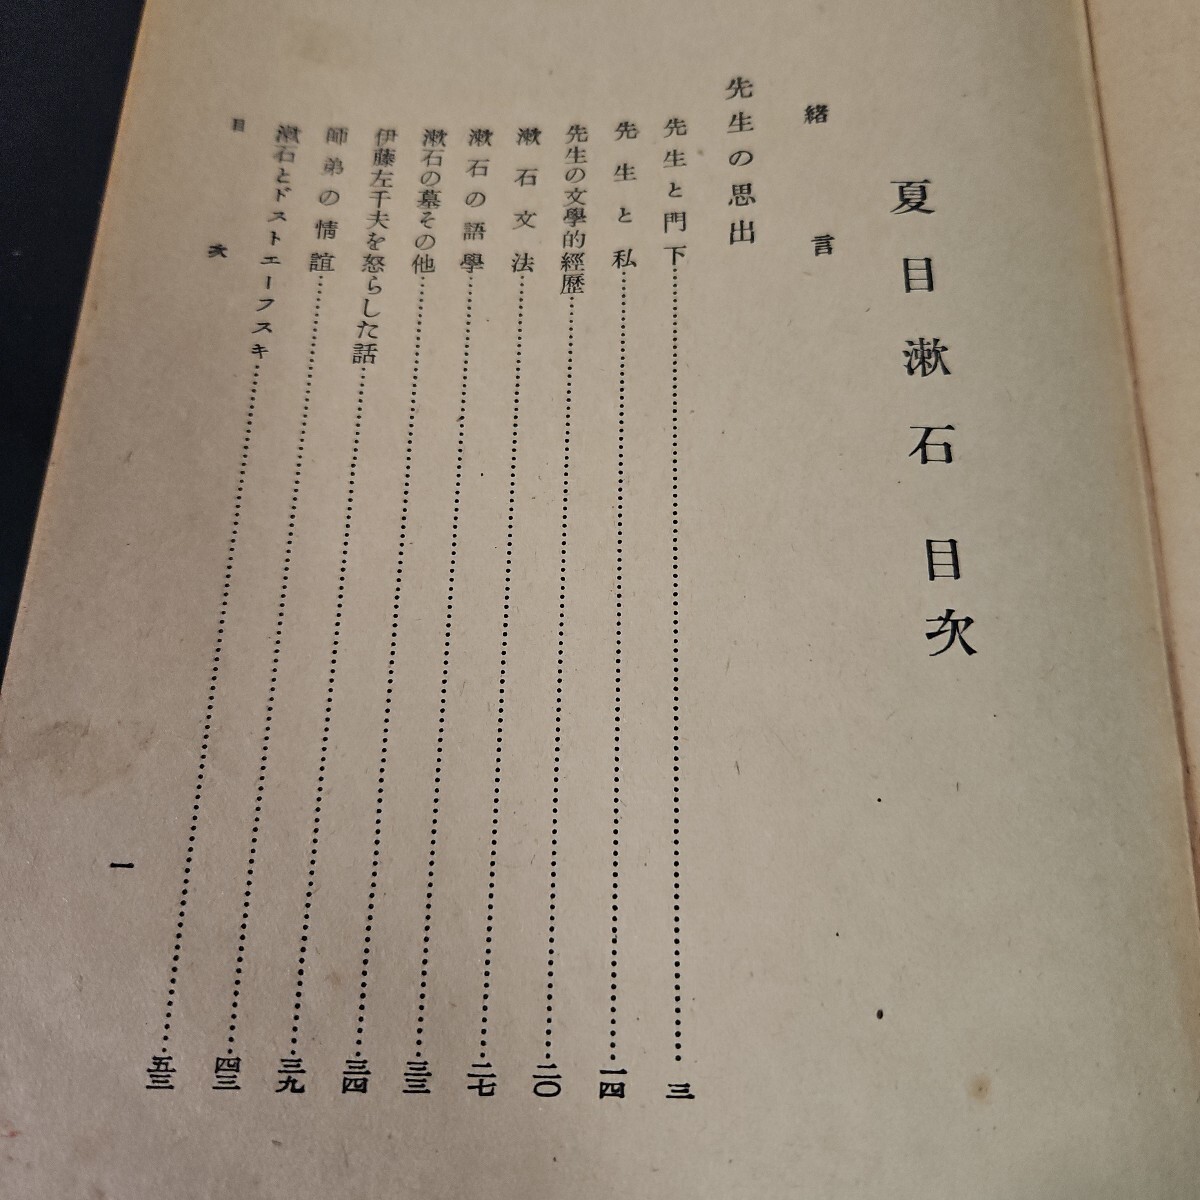 夏目漱石目次
緒言
先生の思出
先生と門下……三
先生と私……一四
先生の文學的經歷……二〇
漱石文法……二七
漱石の語學……三三
漱石の墓その他……三四
伊藤左千夫を怒らした話……三九
師弟の情誼……四三
漱石とドストエーフスキ……五三
目次
一